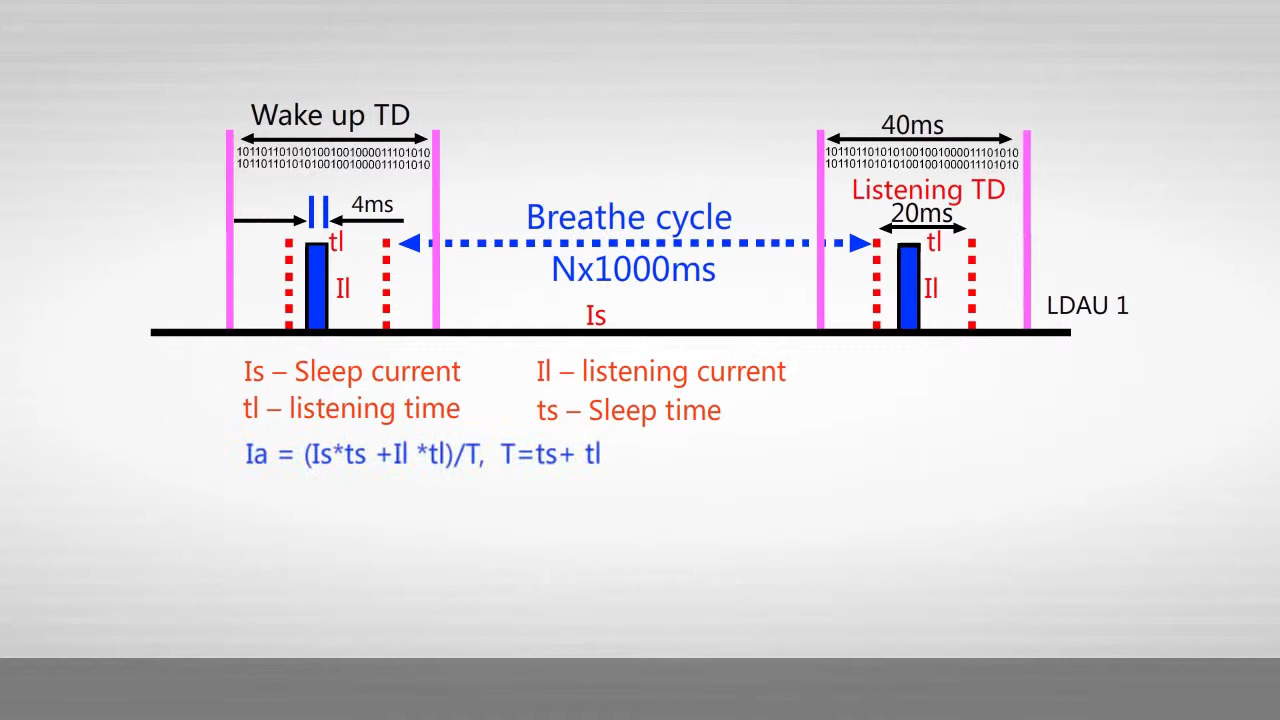 Wake up TD
1011011010101001001000011101010
1011011010101001001000011101010
4ms
tl
Il
Breathe cycle
Nx1000ms
Is
40ms
1011011010101001001000011101010
1011011010101001001000011101010
Listening TD
20ms
tl
Il
LDAU 1
Is – Sleep current
Il – listening current
tl – listening time
ts – Sleep time
Ia = (Is*ts +Il *tl)/T, T=ts+ tl